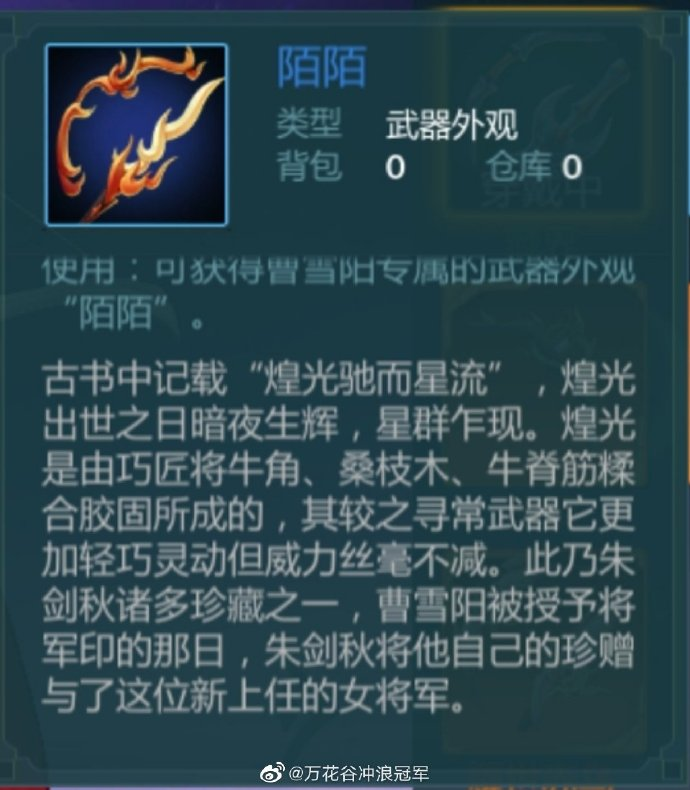 陌陌
类型 武器外观
背包 0 仓库 0
使用：可获得曹雪阳专属的武器外观
“陌陌”。
古书中记载“煌光驰而星流”，煌光
出世之日暗夜生辉，星群乍现。煌光
是由巧匠将牛角、桑枝木、牛脊筋糅
合胶固所成的，其较之寻常武器它更
加轻巧灵动但威力丝毫不减。此乃朱
剑秋诸多珍藏之一，曹雪阳被授予将
军印的那日，朱剑秋将他自己的珍赠
与了这位新上任的女将军。
@万花谷冲浪冠军